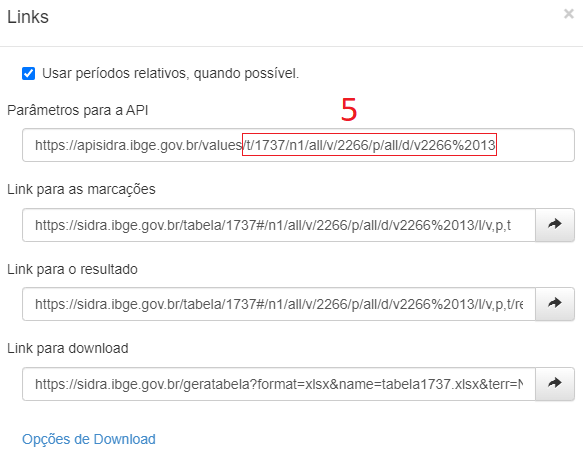 Links
×
Usar períodos relativos, quando possível.
5
Parâmetros para a API
https://apisidra.ibge.gov.br/values/t/1737/n1/all/v/2266/p/all/d/v2266%2013
Link para as marcações
https://sidra.ibge.gov.br/tabela/1737#/n1/all/v/2266/p/all/d/v2266%2013/l/v,p,t
Link para o resultado
https://sidra.ibge.gov.br/tabela/1737#/n1/all/v/2266/p/all/d/v2266%2013/l/v,p,t/re
Link para download
https://sidra.ibge.gov.br/geratabela?format=xlsx&name=tabela1737.xlsx&terr=N
Opções de Download